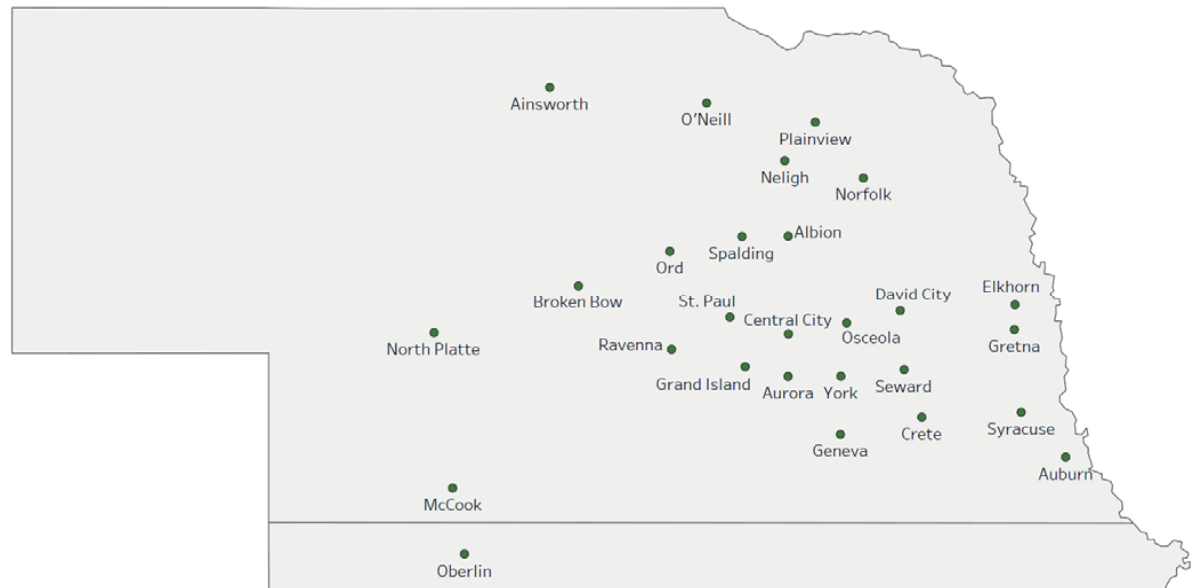 Ainsworth
O'Neill
Plainview
Neligh
Norfolk
Albion
Spalding
Ord
Elkhorn
David City
Broken Bow
St. Paul
Central City
Osceola
Ravenna
North Platte
Gretna
Grand Island
Aurora
York
Seward
Syracuse
Crete
Geneva
Auburn
McCook
Oberlin